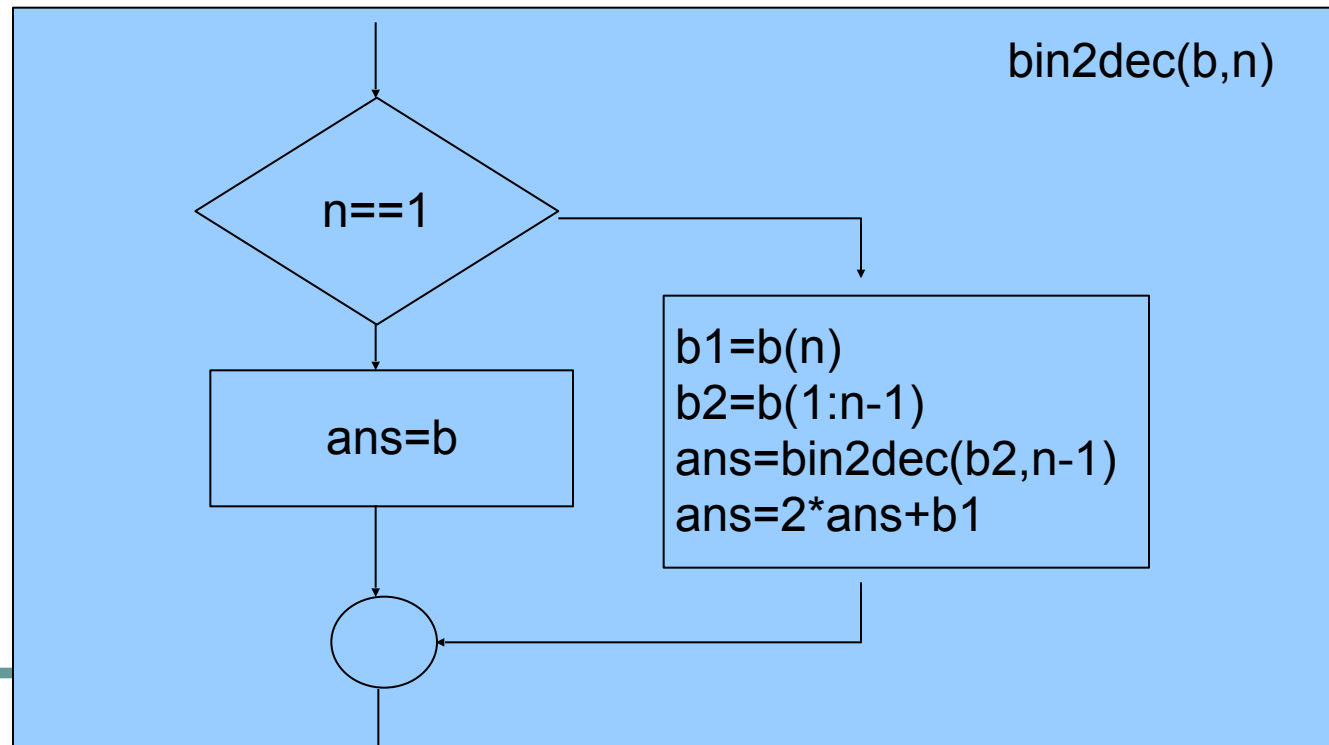 bin2dec(b,n)
n==1
ans=b
b1=b(n)
b2=b(1:n-1)
ans=bin2dec(b2,n-1)
ans=2*ans+b1